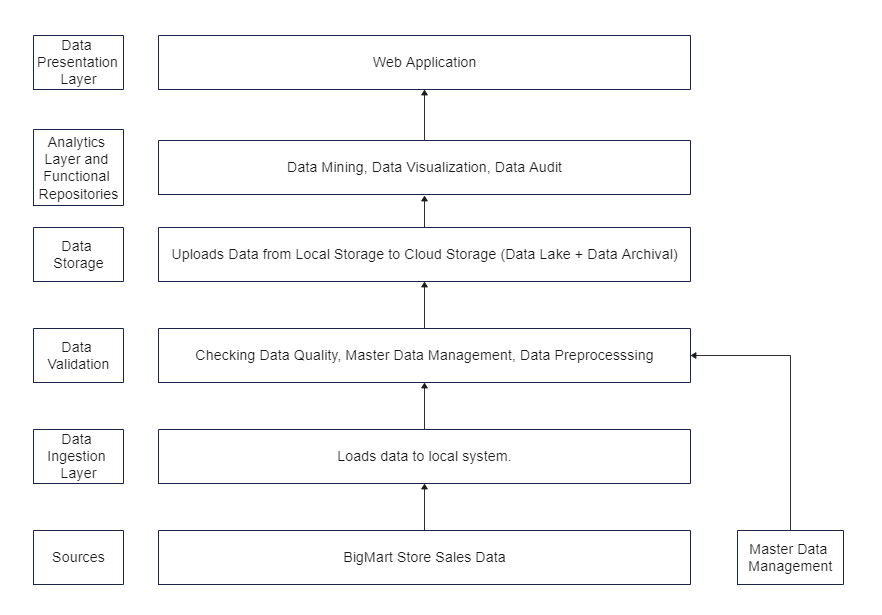 Data
Presentation
Layer
Web Application
Analytics
Layer and
Functional
Repositories
Data Mining, Data Visualization, Data Audit
Data
Storage
Uploads Data from Local Storage to Cloud Storage (Data Lake + Data Archival)
Data
Validation
Checking Data Quality, Master Data Management, Data Preprocesssing
Data
Ingestion
Layer
Loads data to local system.
Sources
BigMart Store Sales Data
Master Data
Management